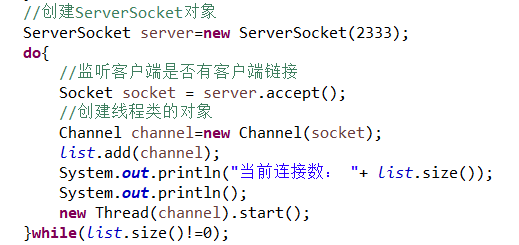 //创建ServerSocket对象
ServerSocket server=new ServerSocket(2333);
do{
//监听客户端是否有客户端链接
Socket socket = server.accept();
//创建线程类的对象
Channel channel=new Channel(socket);
list.add(channel);
System.out.println("当前连接数： "+ list.size());
System.out.println();
new Thread(channel).start();
}while(list.size()!=0);